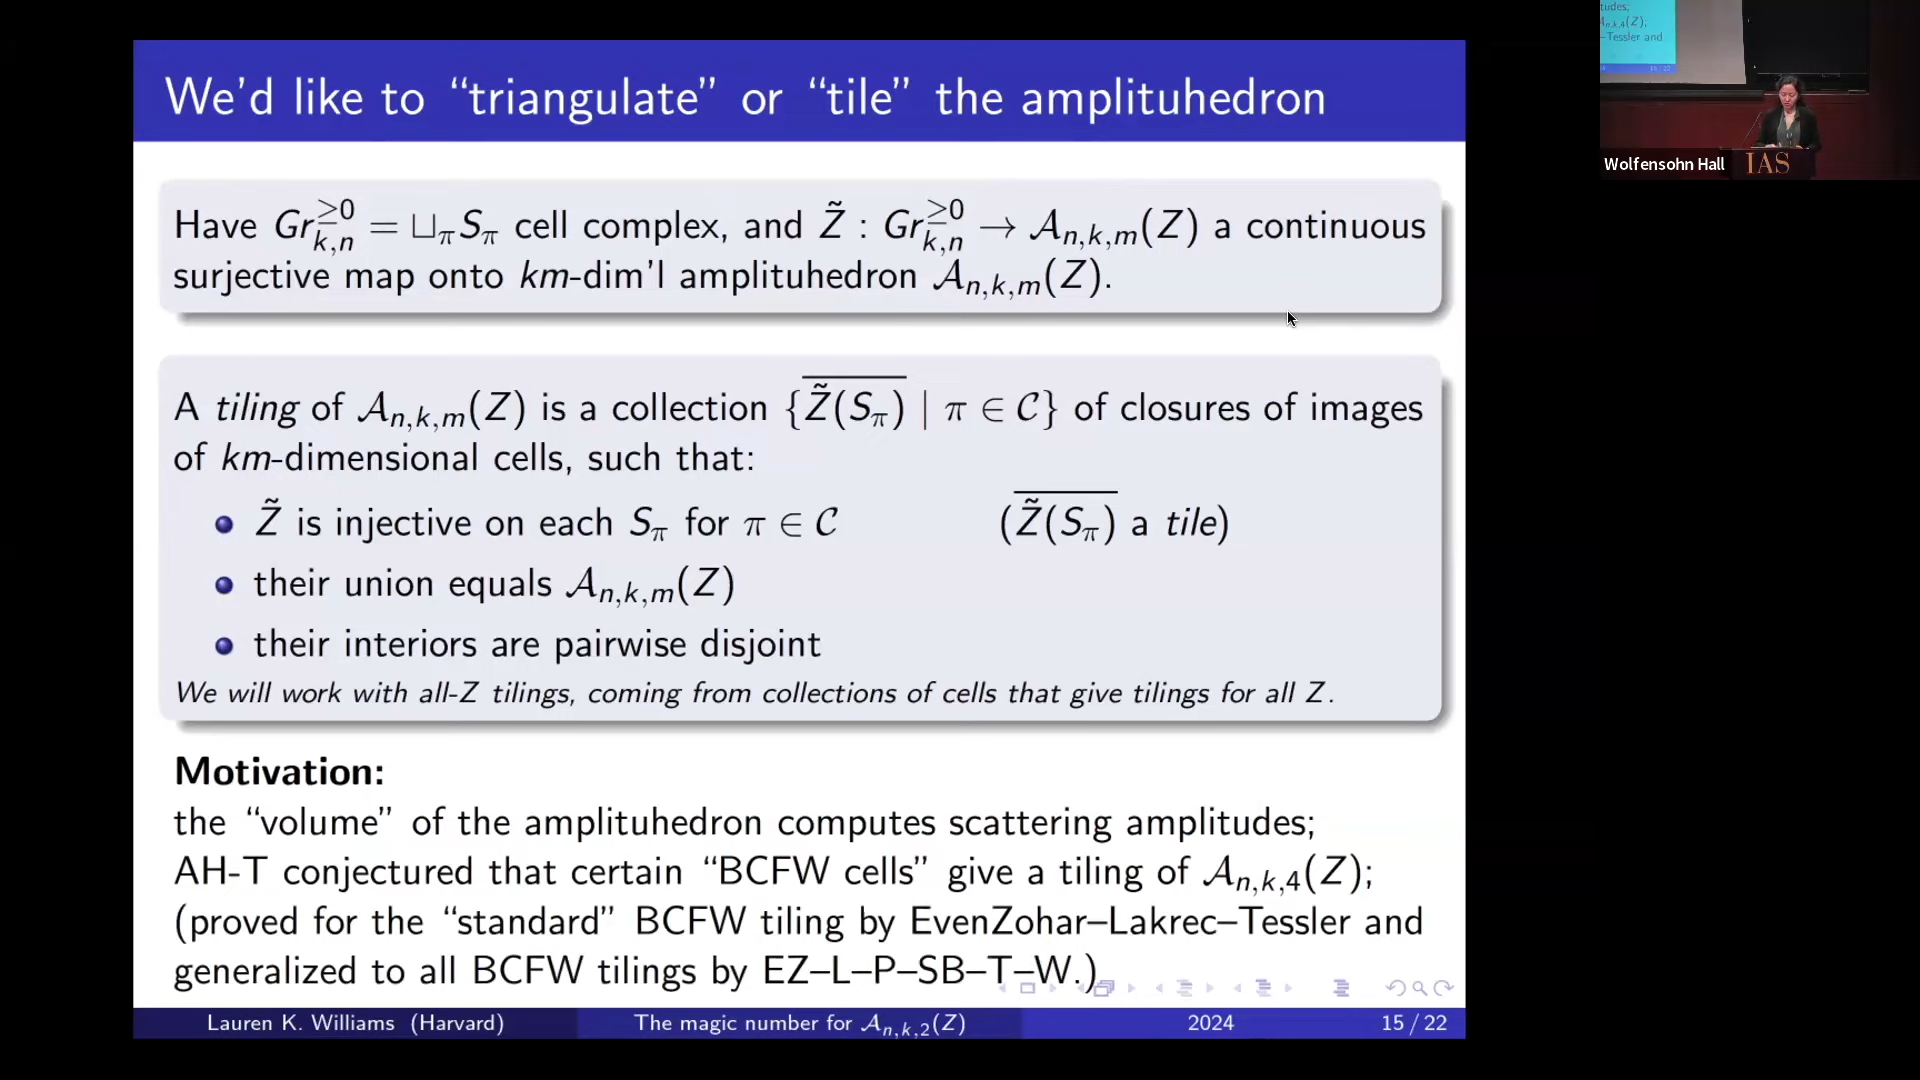 We'd like to “triangulate” or “tile” the amplituhedron
Have $Gr_{k,n}^{\geq 0} = \sqcup_\pi S_\pi$ cell complex, and $\tilde{Z} : Gr_{k,n}^{\geq 0} \to \mathcal{A}_{n,k,m}(Z)$ a continuous
surjective map onto km-dim'l amplituhedron $\mathcal{A}_{n,k,m}(Z)$.
A tiling of $\mathcal{A}_{n,k,m}(Z)$ is a collection $\{\overline{\tilde{Z}(S_\pi)} \mid \pi \in \mathcal{C}\}$ of closures of images
of km-dimensional cells, such that:
$\tilde{Z}$ is injective on each $S_\pi$ for $\pi \in \mathcal{C}$ ($\overline{\tilde{Z}(S_\pi)}$ a tile)
their union equals $\mathcal{A}_{n,k,m}(Z)$
their interiors are pairwise disjoint
We will work with all-Z tilings, coming from collections of cells that give tilings for all Z.
Motivation:
the “volume” of the amplituhedron computes scattering amplitudes;
AH-T conjectured that certain “BCFW cells” give a tiling of $\mathcal{A}_{n,k,4}(Z)$;
(proved for the “standard” BCFW tiling by EvenZohar–Lakrec–Tessler and
generalized to all BCFW tilings by EZ–L–P–SB–T–W.)
Lauren K. Williams (Harvard) The magic number for $\mathcal{A}_{n,k,2}(Z)$ 2024 15 / 22
tudes;
$\mathcal{A}_{n,k,4}(Z)$;
–Tessler and
Wolfensohn Hall
IAS